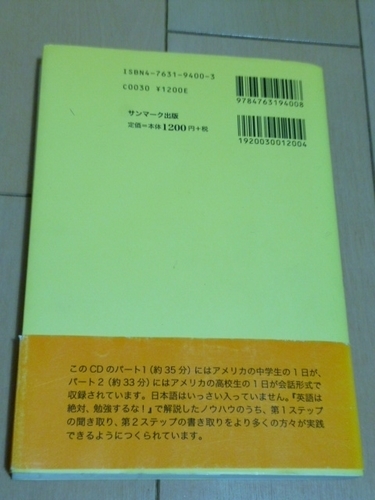 ISBN4-7631-9400-3
C0030 ¥1200E
サンマーク出版
定価=本体1200円+税
9784763194008
1920030012004
このCDのパート1(約35分)にはアメリカの中学生の1日が、
パート2(約33分)にはアメリカの高校生の1日が会話形式で
収録されています。日本語はいっさい入っていません。『英語は
絶対、勉強するな!』で解説したノウハウのうち、第1ステップ
の聞き取り、第2ステップの書き取りをより多くの方々が実践
できるようにつくられています。